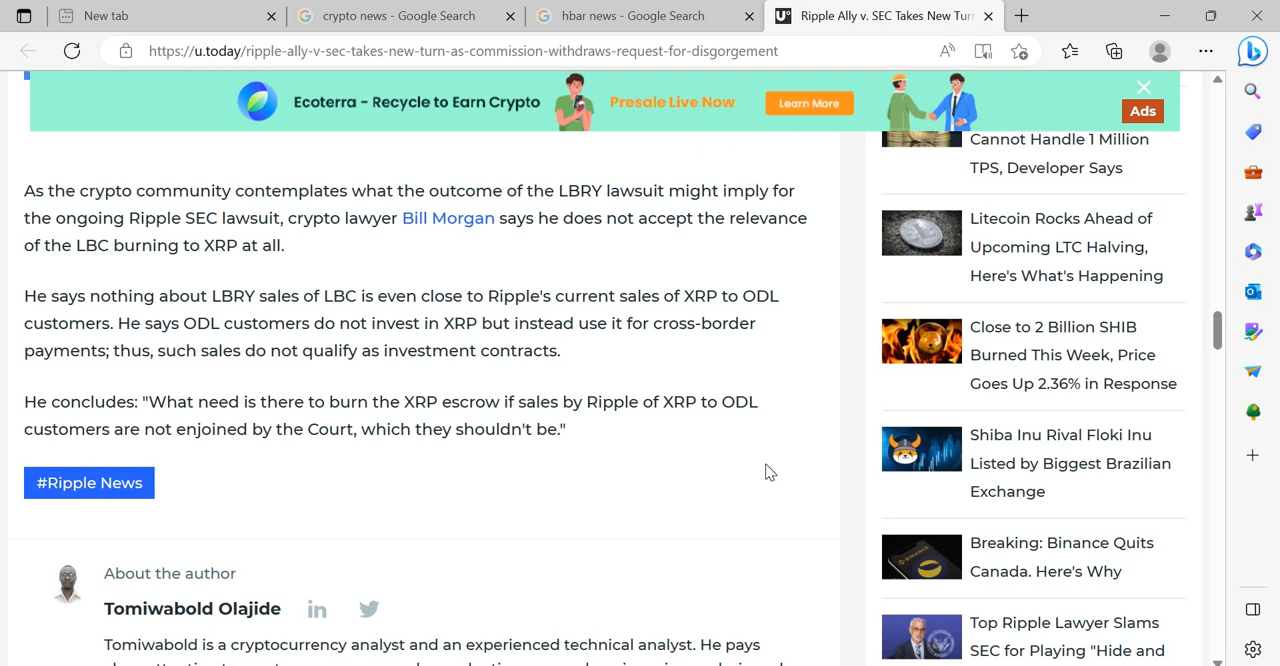 New tab
crypto news - Google Search
hbar news - Google Search
Ripple Ally v. SEC Takes New Turn
https://u.today/ripple-ally-v-sec-takes-new-turn-as-commission-withdraws-request-for-disgorgement
Ecoterra - Recycle to Earn Crypto
Presale Live Now
Learn More
Ads
As the crypto community contemplates what the outcome of the LBRY lawsuit might imply for
the ongoing Ripple SEC lawsuit, crypto lawyer Bill Morgan says he does not accept the relevance
of the LBC burning to XRP at all.
He says nothing about LBRY sales of LBC is even close to Ripple's current sales of XRP to ODL
customers. He says ODL customers do not invest in XRP but instead use it for cross-border
payments; thus, such sales do not qualify as investment contracts.
He concludes: "What need is there to burn the XRP escrow if sales by Ripple of XRP to ODL
customers are not enjoined by the Court, which they shouldn't be."
#Ripple News
About the author
Tomiwabold Olajide
in
Tomiwabold is a cryptocurrency analyst and an experienced technical analyst. He pays
Cannot Handle 1 Million
TPS, Developer Says
Litecoin Rocks Ahead of
Upcoming LTC Halving,
Here's What's Happening
Close to 2 Billion SHIB
Burned This Week, Price
Goes Up 2.36% in Response
Shiba Inu Rival Floki Inu
Listed by Biggest Brazilian
Exchange
Breaking: Binance Quits
Canada. Here's Why
Top Ripple Lawyer Slams
SEC for Playing "Hide and